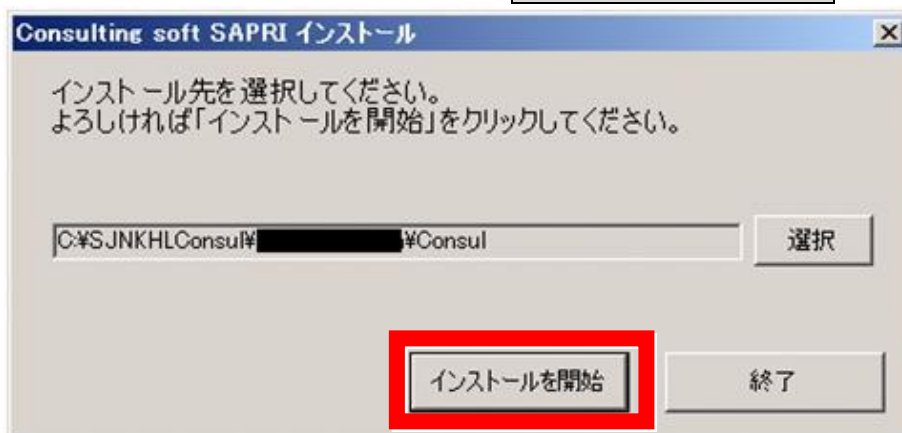 Consulting soft SAPRI インストール
インストール先を選択してください。
よろしければ「インストールを開始」をクリックしてください。
C:¥SJNKHLConsul¥ ¥Consul
選択
インストールを開始
終了